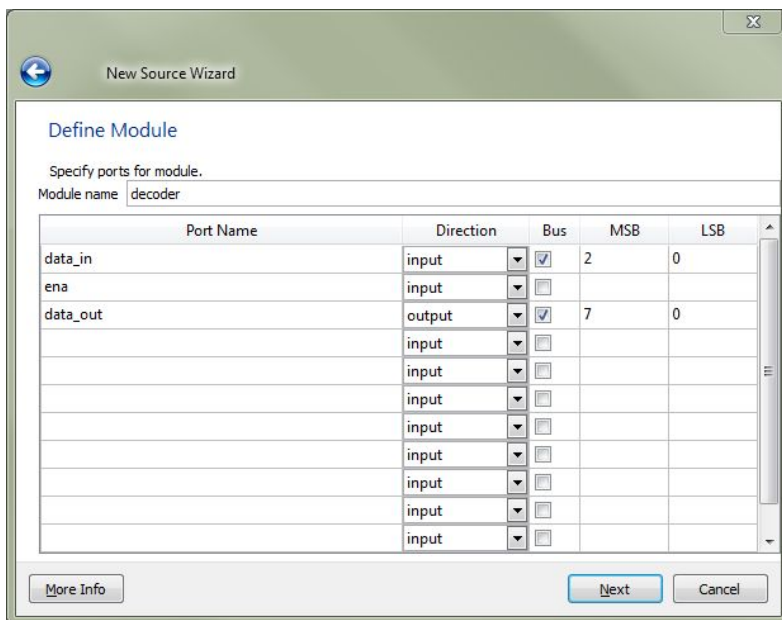 New Source Wizard
Define Module
Specify ports for module.
Module name decoder
Port Name Direction Bus MSB LSB
data_in input 2 0
ena input
data_out output 7 0
input
input
input
input
input
input
input
input
More Info Next Cancel